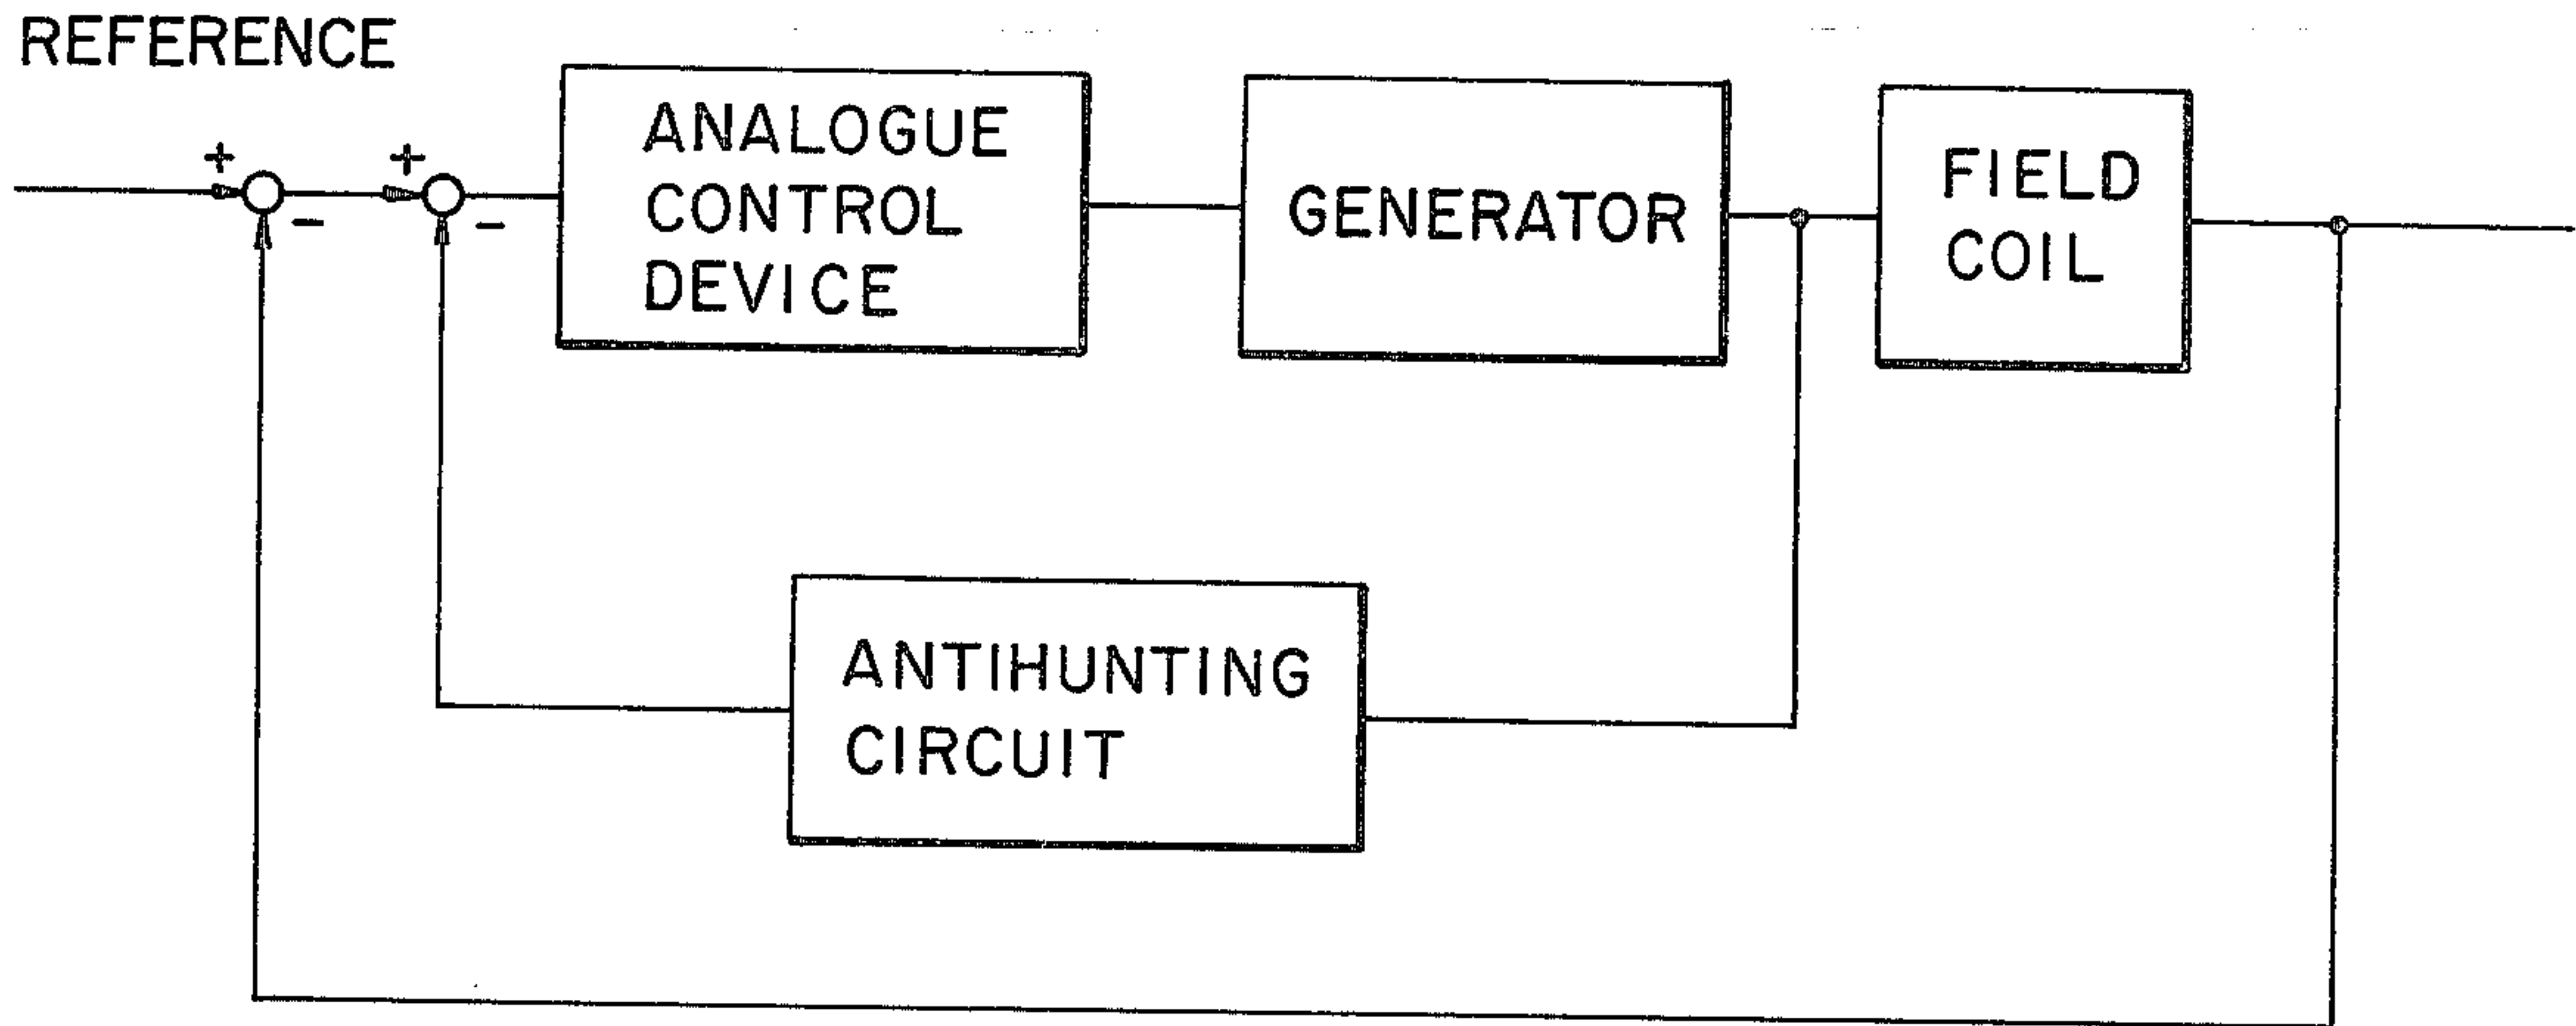 REFERENCE
+
-
+
-
ANALOGUE
CONTROL
DEVICE
GENERATOR
FIELD
COIL
ANTIHUNTING
CIRCUIT